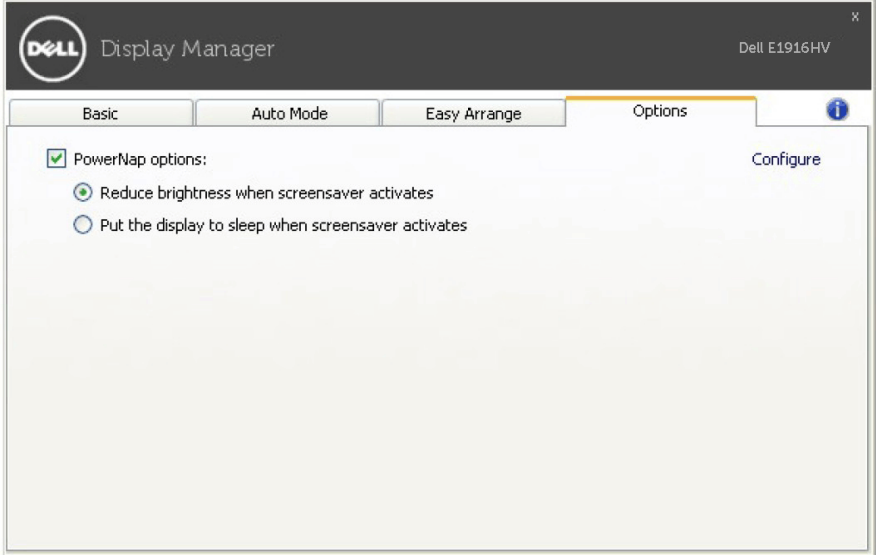 x
DELL Display Manager Dell E1916HV
Basic Auto Mode Easy Arrange Options i
PowerNap options: Configure
Reduce brightness when screensaver activates
Put the display to sleep when screensaver activates